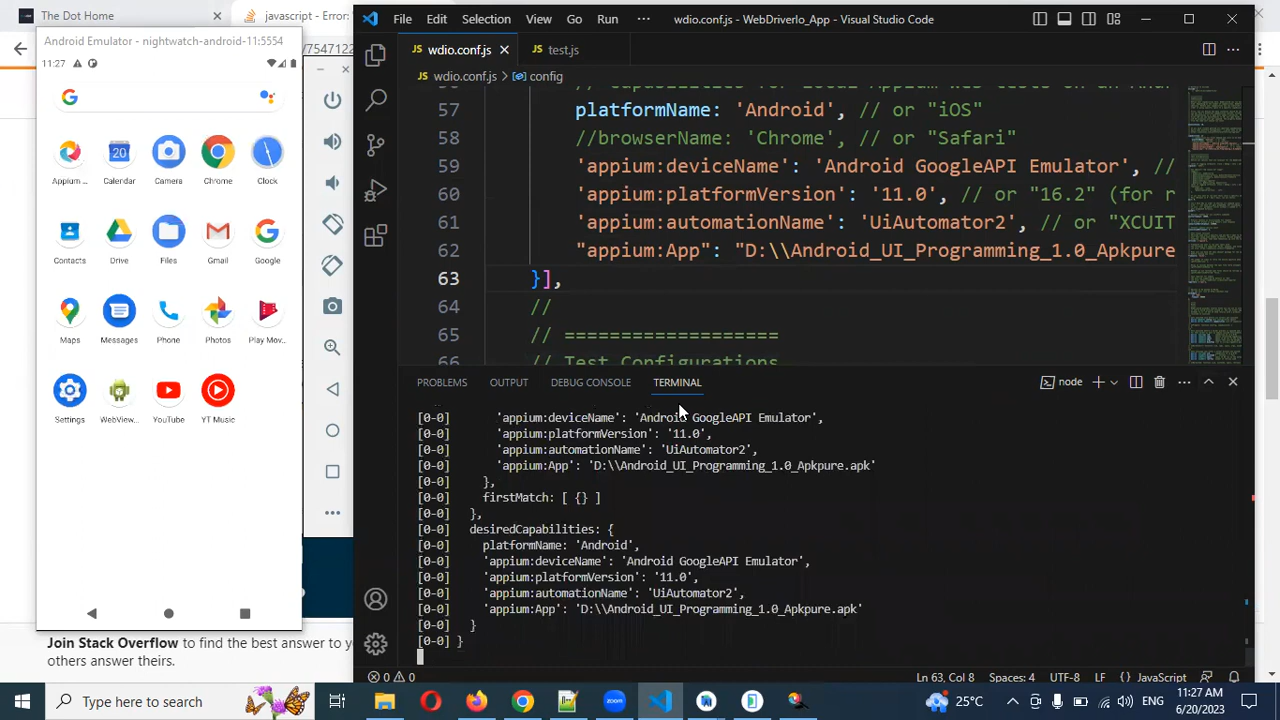 The Dot Home
javascript - Error:
7547122
Android Emulator - nightwatch-android-11:5554
11:27
Appium ...
Calendar
Camera
Chrome
Clock
Contacts
Drive
Files
Gmail
Google
Maps
Messages
Phone
Photos
Play Mov...
Settings
WebView...
YouTube
YT Music
Join Stack Overflow to find the best answer to yo
others answer theirs.
File Edit Selection View Go Run ··· wdio.conf.js - WebDriverIo_App - Visual Studio Code
JS wdio.conf.js
JS test.js
JS wdio.conf.js > config
57 platformName: 'Android', // or "iOS"
58 //browserName: 'Chrome', // or "Safari"
59 'appium:deviceName': 'Android GoogleAPI Emulator', //
60 'appium:platformVersion': '11.0', // or "16.2" (for r
61 'appium:automationName': 'UiAutomator2', // or "XCUIT
62 "appium:App": "D:\\Android_UI_Programming_1.0_Apkpure
63 }],
64 //
65 // ===================
66 // Test Configurations
PROBLEMS OUTPUT DEBUG CONSOLE TERMINAL node
[0-0] 'appium:deviceName': 'Android GoogleAPI Emulator',
[0-0] 'appium:platformVersion': '11.0',
[0-0] 'appium:automationName': 'UiAutomator2',
[0-0] 'appium:App': 'D:\\Android_UI_Programming_1.0_Apkpure.apk'
[0-0] },
[0-0] firstMatch: [ {} ]
[0-0] },
[0-0] desiredCapabilities: {
[0-0] platformName: 'Android',
[0-0] 'appium:deviceName': 'Android GoogleAPI Emulator',
[0-0] 'appium:platformVersion': '11.0',
[0-0] 'appium:automationName': 'UiAutomator2',
[0-0] 'appium:App': 'D:\\Android_UI_Programming_1.0_Apkpure.apk'
[0-0] }
[0-0] }
0 0 Ln 63, Col 8 Spaces: 4 UTF-8 LF {} JavaScript
Type here to search
zoom
25°C
ENG
11:27 AM
6/20/2023